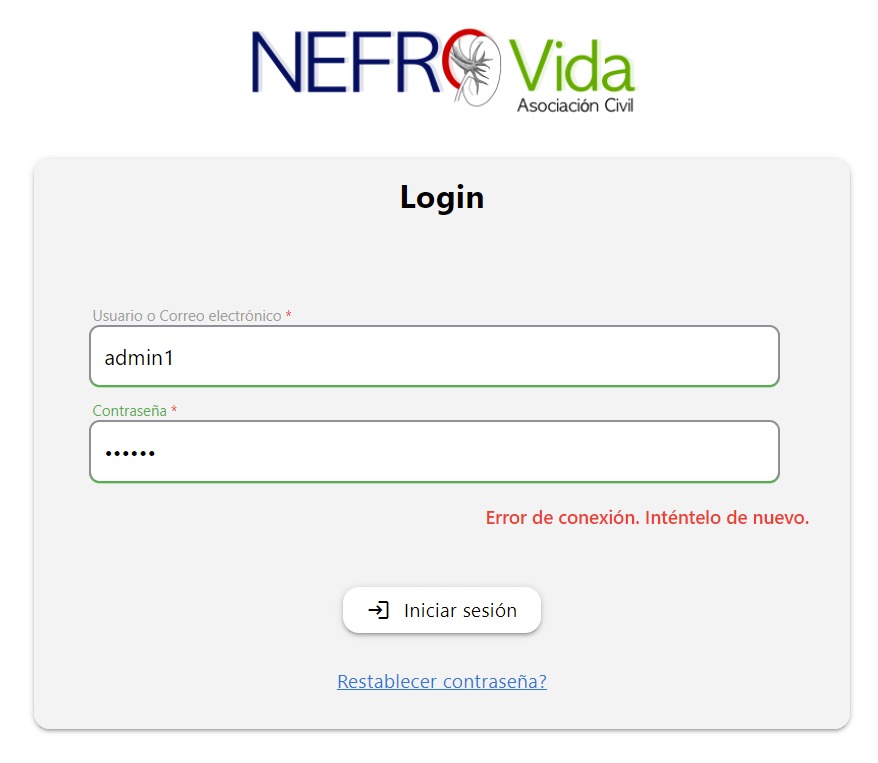 NEFRO Vida
Asociación Civil
Login
Usuario o Correo electrónico *
admin1
Contraseña *
••••••
Error de conexión. Inténtelo de nuevo.
Iniciar sesión
Restablecer contraseña?